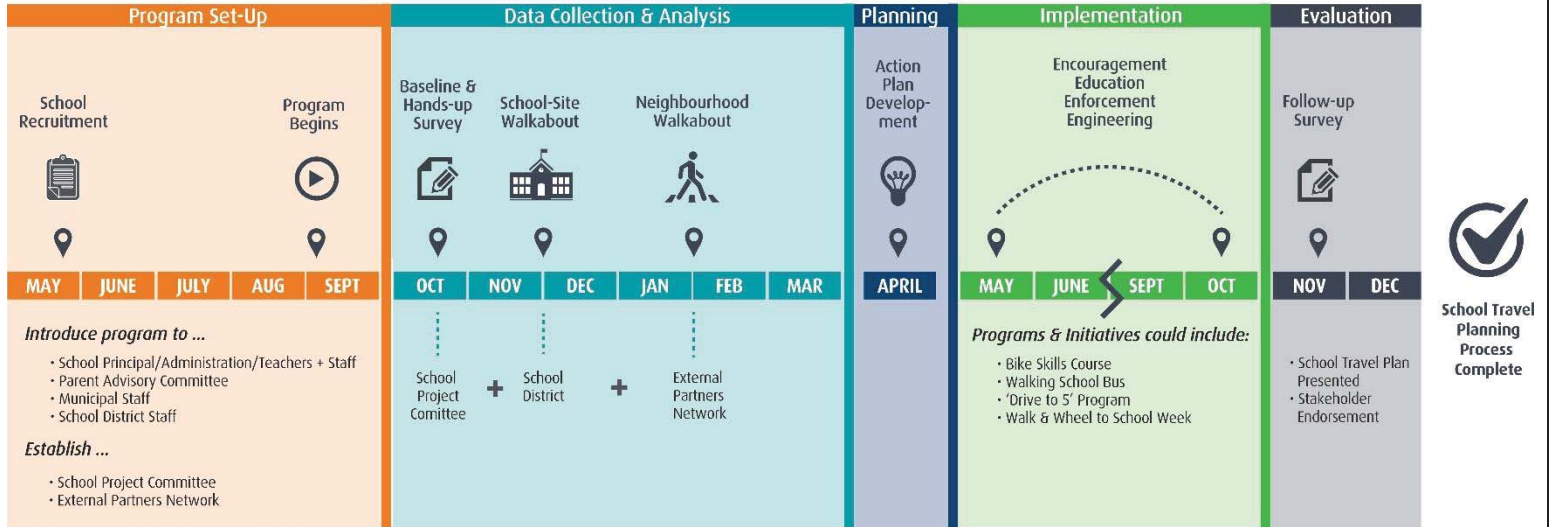 Program Set-Up
Data Collection & Analysis
Planning
Implementation
Evaluation
School
Recruitment
Program
Begins
Baseline &
Hands-up
Survey
School-Site
Walkabout
Neighbourhood
Walkabout
Action
Plan
Develop-
ment
Encouragement
Education
Enforcement
Engineering
Follow-up
Survey
MAY
JUNE
JULY
AUG
SEPT
OCT
NOV
DEC
JAN
FEB
MAR
APRIL
MAY
JUNE
SEPT
OCT
NOV
DEC
Introduce program to ...
· School Principal/Administration/Teachers + Staff
· Parent Advisory Committee
· Municipal Staff
· School District Staff
Establish ...
· School Project Committee
· External Partners Network
School
Project
Comittee
+
School
District
+
External
Partners
Network
Programs & Initiatives could include:
· Bike Skills Course
· Walking School Bus
· 'Drive to 5' Program
· Walk & Wheel to School Week
· School Travel Plan
Presented
· Stakeholder
Endorsement
School Travel
Planning
Process
Complete